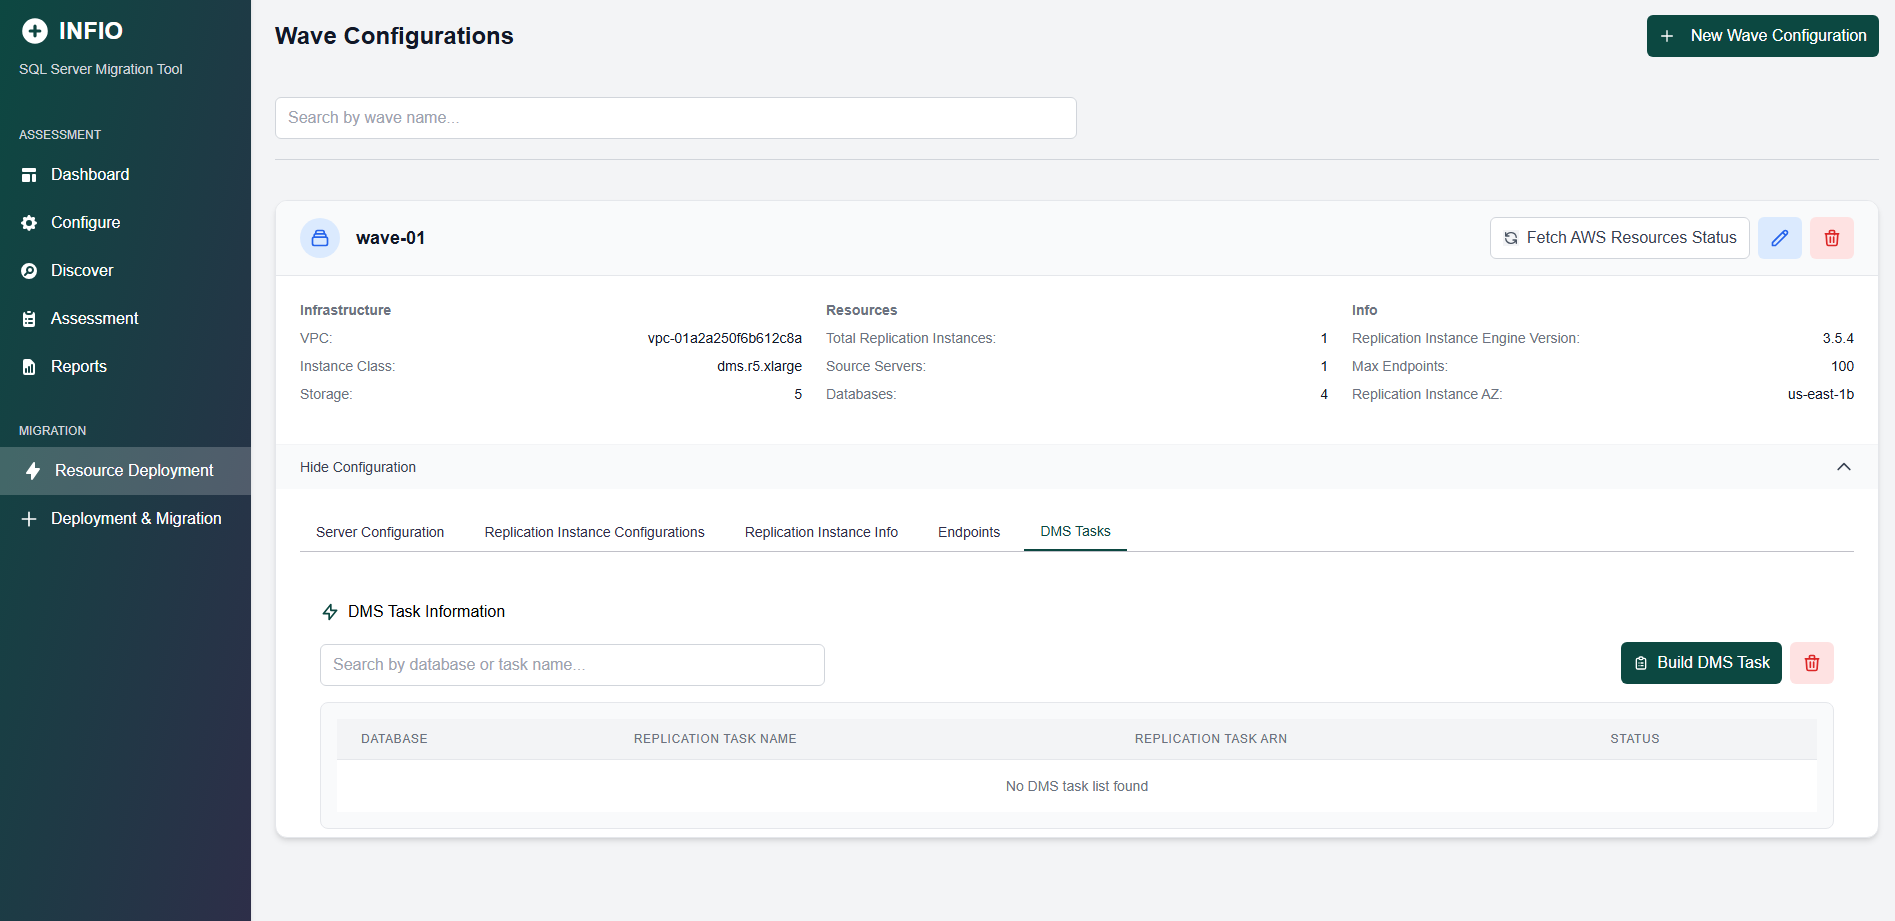 INFIO
SQL Server Migration Tool
ASSESSMENT
Dashboard
Configure
Discover
Assessment
Reports
MIGRATION
Resource Deployment
Deployment & Migration
Wave Configurations
New Wave Configuration
Search by wave name...
wave-01
Fetch AWS Resources Status
Infrastructure
VPC: vpc-01a2a250f6b612c8a
Instance Class: dms.r5.xlarge
Storage: 5
Resources
Total Replication Instances: 1
Source Servers: 1
Databases: 4
Info
Replication Instance Engine Version: 3.5.4
Max Endpoints: 100
Replication Instance AZ: us-east-1b
Hide Configuration
Server Configuration Replication Instance Configurations Replication Instance Info Endpoints DMS Tasks
DMS Task Information
Search by database or task name...
Build DMS Task
DATABASE REPLICATION TASK NAME REPLICATION TASK ARN STATUS
No DMS task list found